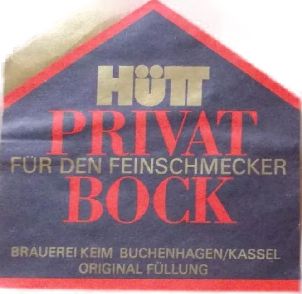 HÜTT
PRIVAT
FÜR DEN FEINSCHMECKER
BOCK
BRAUEREI KEIM BUCHENHAGEN/KASSEL
ORIGINAL FÜLLUNG